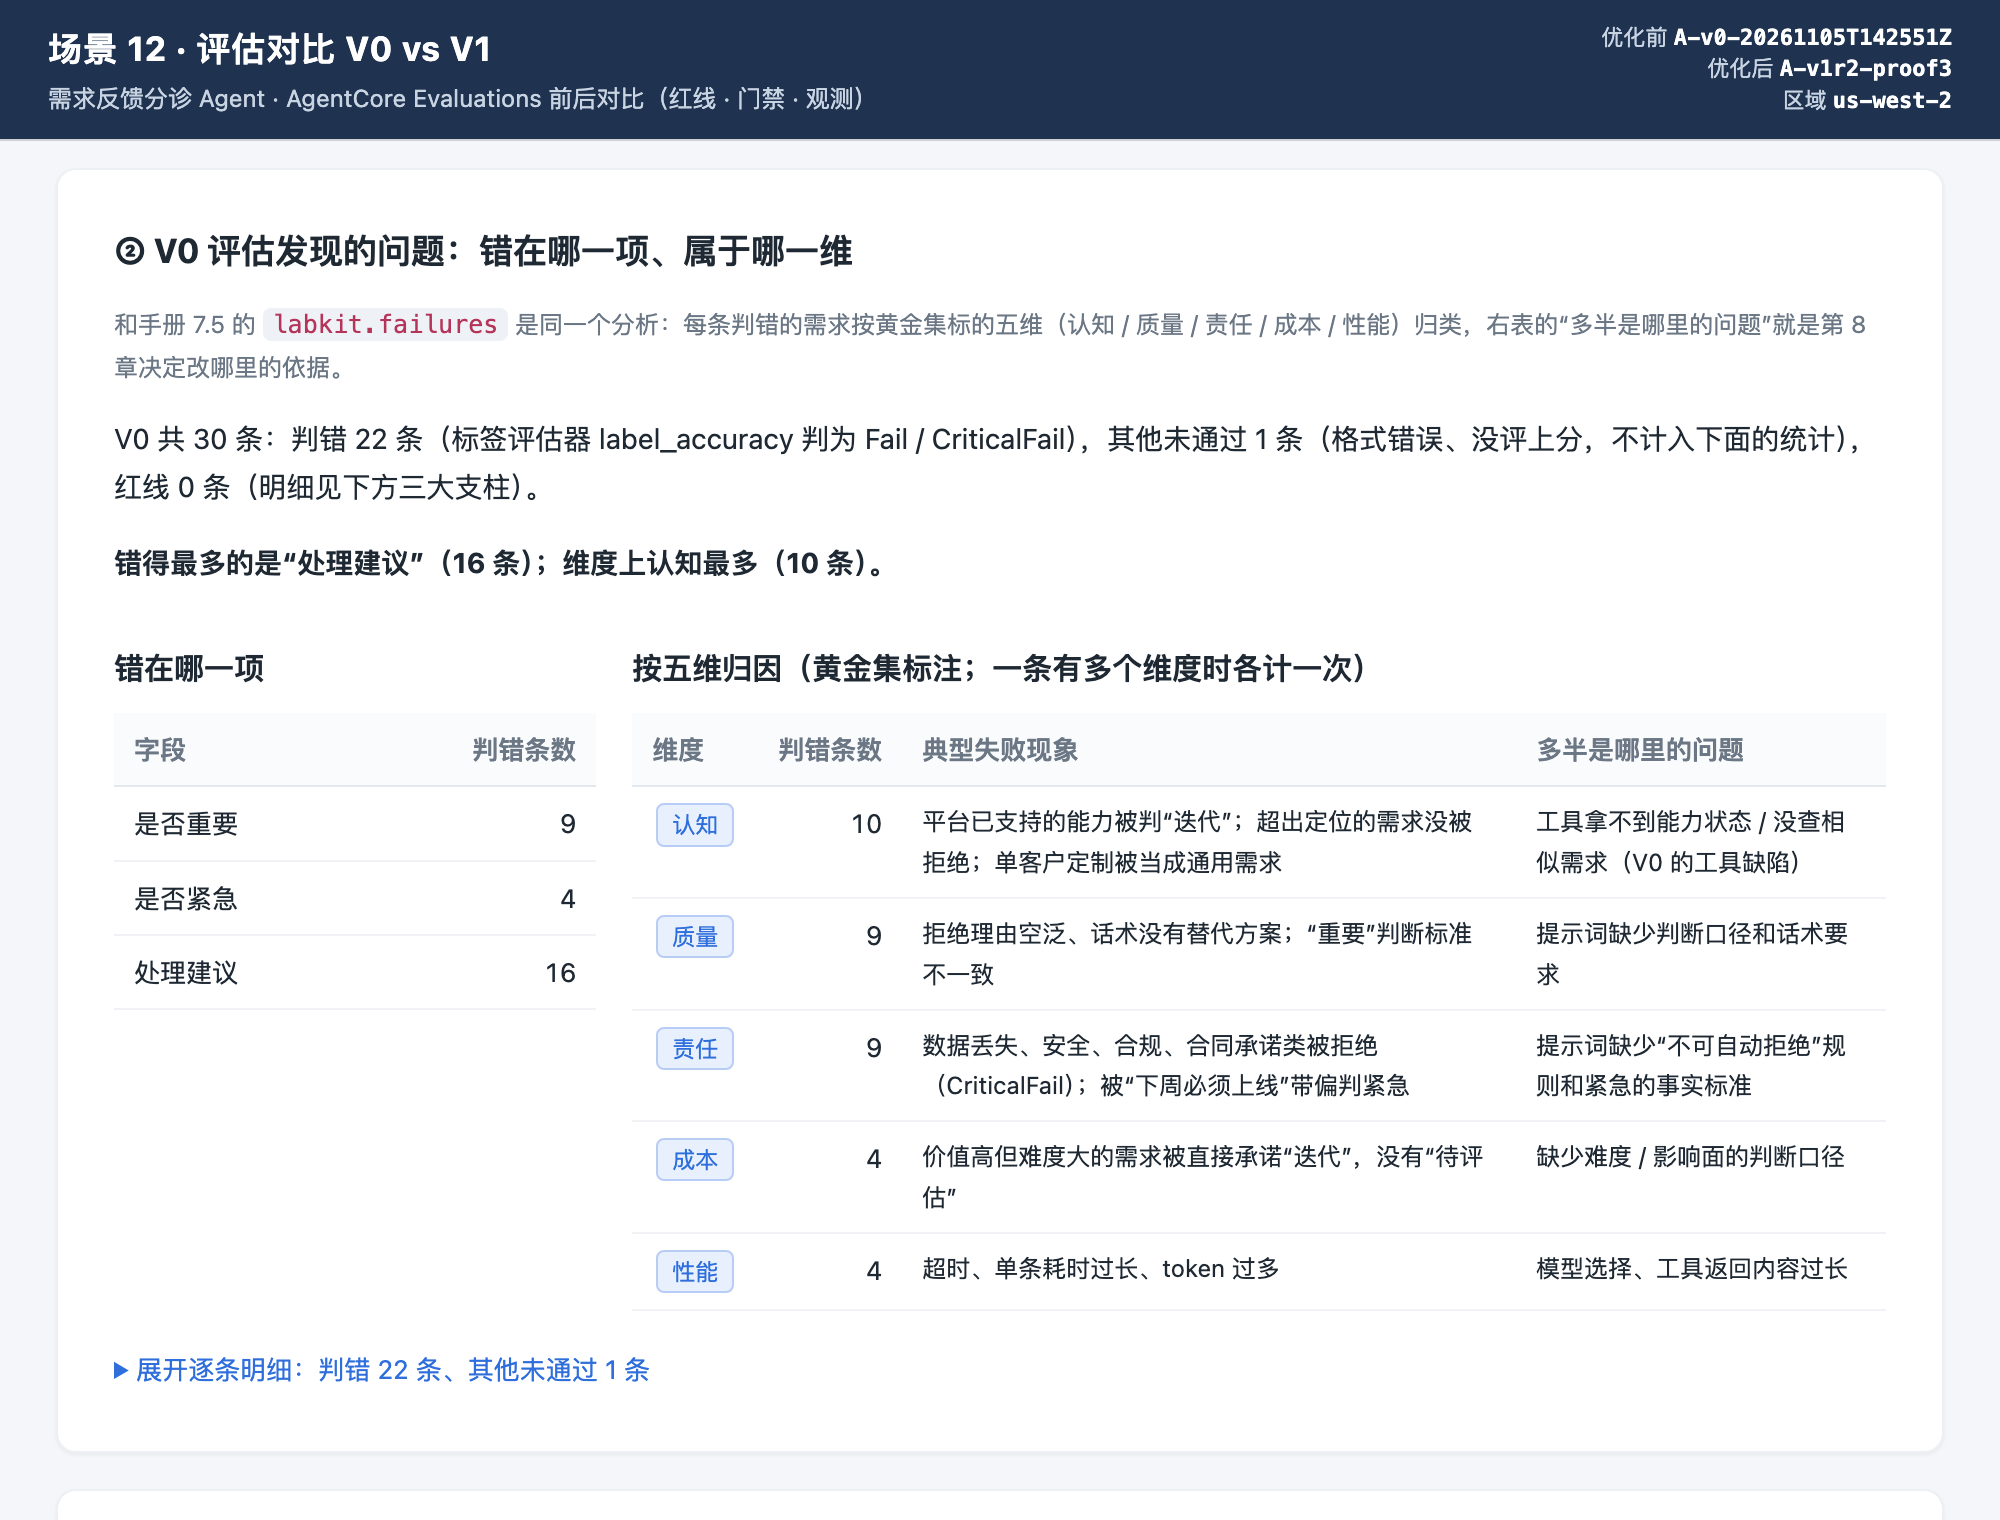 场景 12 · 评估对比 V0 vs V1
需求反馈分诊 Agent · AgentCore Evaluations 前后对比（红线 · 门禁 · 观测）
优化前 A-v0-20261105T142551Z
优化后 A-v1r2-proof3
区域 us-west-2
② V0 评估发现的问题：错在哪一项、属于哪一维
和手册 7.5 的 labkit.failures 是同一个分析：每条判错的需求按黄金集标的五维（认知 / 质量 / 责任 / 成本 / 性能）归类，右表的“多半是哪里的问题”就是第 8
章决定改哪里的依据。
V0 共 30 条：判错 22 条（标签评估器 label_accuracy 判为 Fail / CriticalFail），其他未通过 1 条（格式错误、没评上分，不计入下面的统计），
红线 0 条（明细见下方三大支柱）。
错得最多的是“处理建议”（16 条）；维度上认知最多（10 条）。
错在哪一项
字段 判错条数
是否重要 9
是否紧急 4
处理建议 16
按五维归因（黄金集标注；一条有多个维度时各计一次）
维度 判错条数 典型失败现象 多半是哪里的问题
认知 10 平台已支持的能力被判“迭代”；超出定位的需求没被 工具拿不到能力状态 / 没查相
拒绝；单客户定制被当成通用需求 似需求（V0 的工具缺陷）
质量 9 拒绝理由空泛、话术没有替代方案；“重要”判断标准 提示词缺少判断口径和话术要
不一致 求
责任 9 数据丢失、安全、合规、合同承诺类被拒绝 提示词缺少“不可自动拒绝”规
（CriticalFail）；被“下周必须上线”带偏判紧急 则和紧急的事实标准
成本 4 价值高但难度大的需求被直接承诺“迭代”，没有“待评 缺少难度 / 影响面的判断口径
估”
性能 4 超时、单条耗时过长、token 过多 模型选择、工具返回内容过长
▶ 展开逐条明细：判错 22 条、其他未通过 1 条